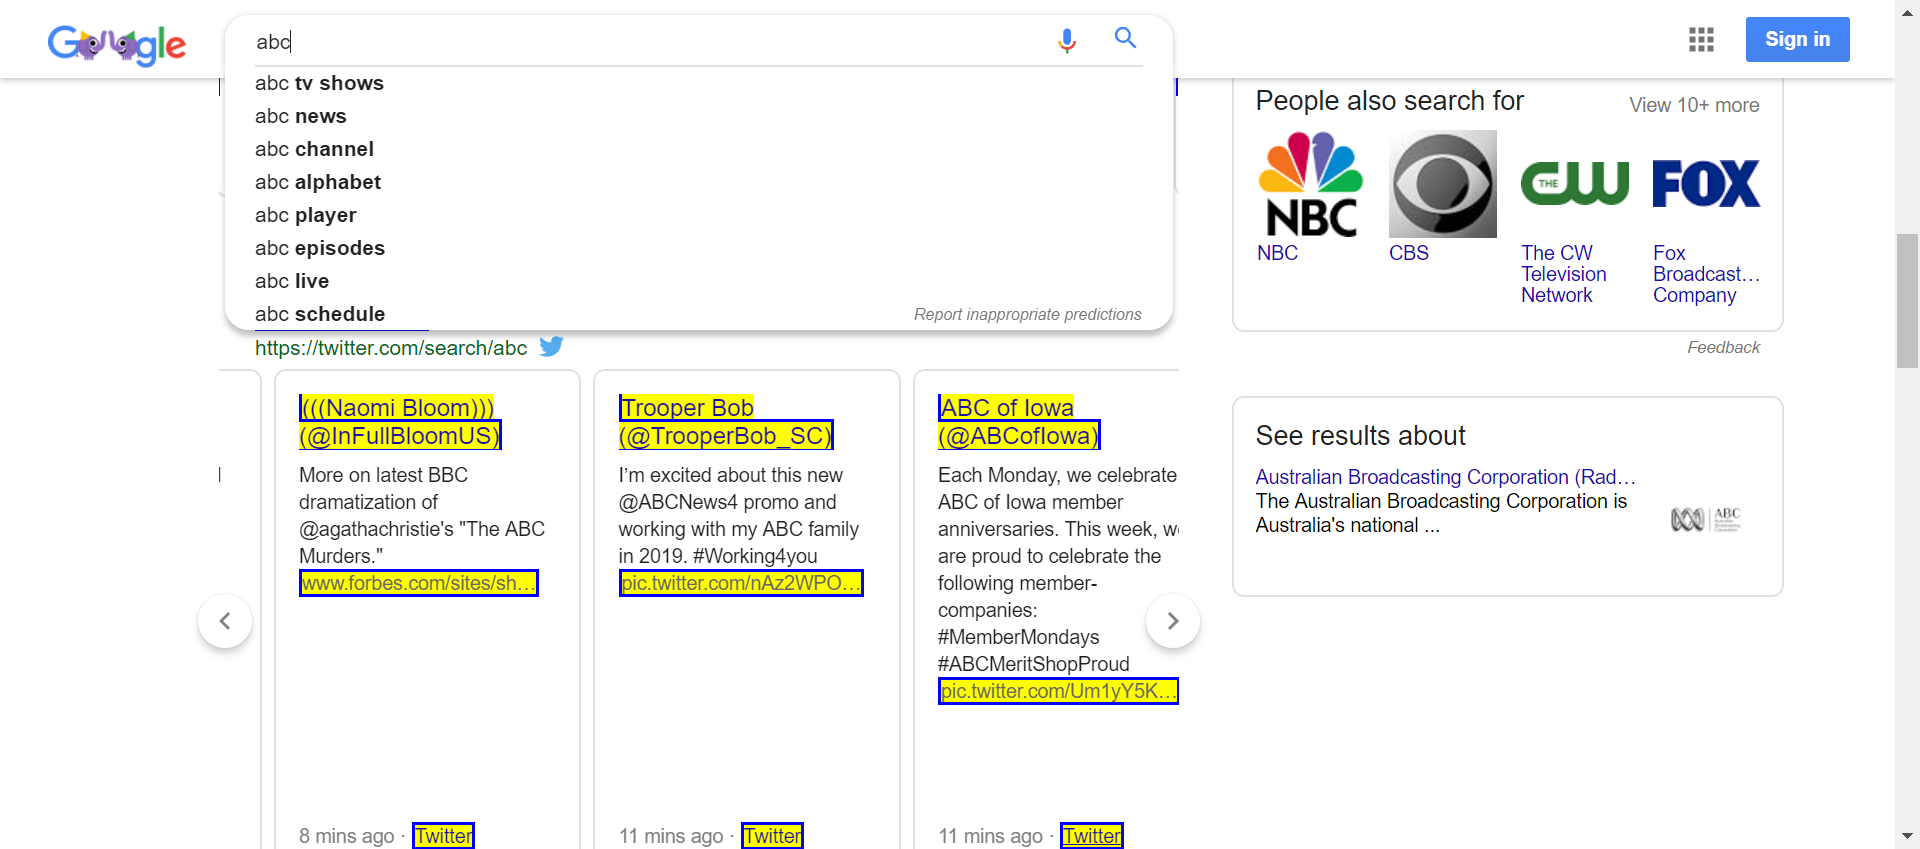 Google
abc
Sign in
abc tv shows
abc news
abc channel
abc alphabet
abc player
abc episodes
abc live
abc schedule
Report inappropriate predictions
https://twitter.com/search/abc
(((Naomi Bloom)))
(@InFullBloomUS)
More on latest BBC
dramatization of
@agathachristie's "The ABC
Murders."
www.forbes.com/sites/sh...
8 mins ago · Twitter
Trooper Bob
(@TrooperBob_SC)
I’m excited about this new
@ABCNews4 promo and
working with my ABC family
in 2019. #Working4you
pic.twitter.com/nAz2WPO...
11 mins ago · Twitter
ABC of Iowa
(@ABCofIowa)
Each Monday, we celebrate
ABC of Iowa member
anniversaries. This week, we
are proud to celebrate the
following member-
companies:
#MemberMondays
#ABCMeritShopProud
pic.twitter.com/Um1yY5K...
11 mins ago · Twitter
People also search for
View 10+ more
NBC
THE CW
FOX
NBC
CBS
The CW
Television
Network
Fox
Broadcast...
Company
Feedback
See results about
Australian Broadcasting Corporation (Rad...
The Australian Broadcasting Corporation is
Australia's national ...
ABC